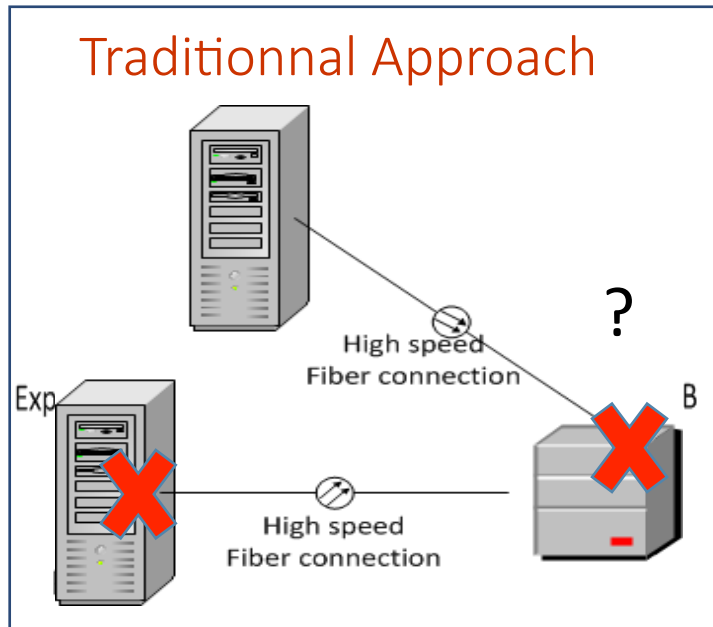 Traditionnal Approach
?
High speed
Fiber connection
Exp
B
High speed
Fiber connection